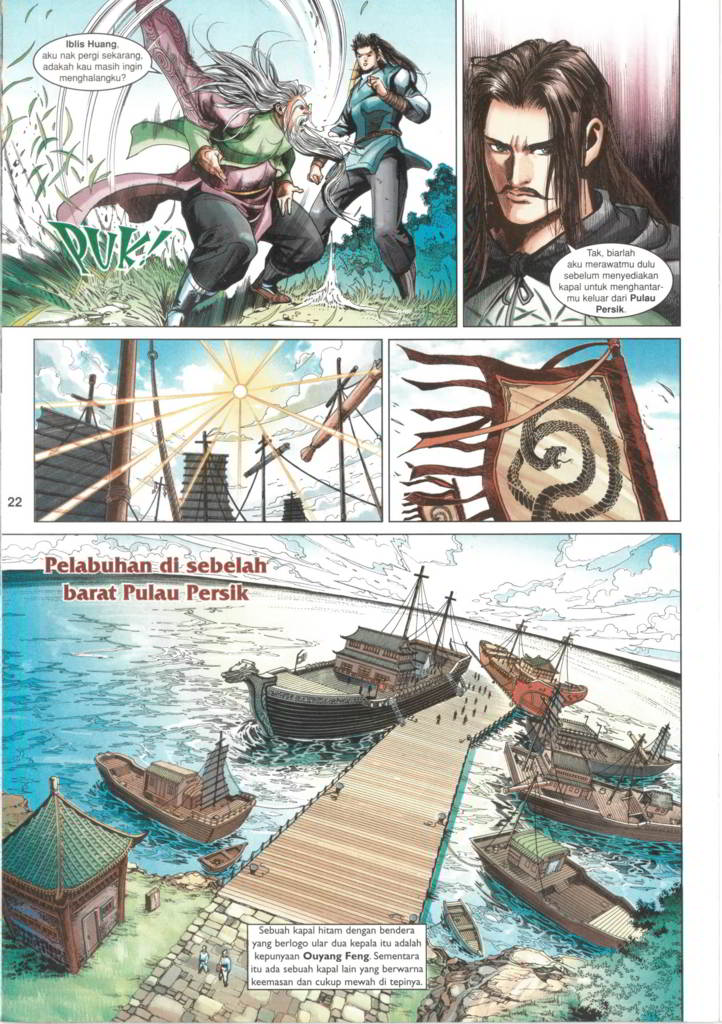 Iblis Huang,
aku nak pergi sekarang,
adakah kau masih ingin
menghalangku?
PUK!!
Tak, biarlah
aku merawatmu dulu
sebelum menyediakan
kapal untuk menghantar-
mu keluar dari Pulau
Persik.
22
Pelabuhan di sebelah
barat Pulau Persik
Sebuah kapal hitam dengan bendera
yang berlogo ular dua kepala itu adalah
kepunyaan Ouyang Feng. Sementara
itu ada sebuah kapal lain yang berwarna
keemasan dan cukup mewah di tepinya.